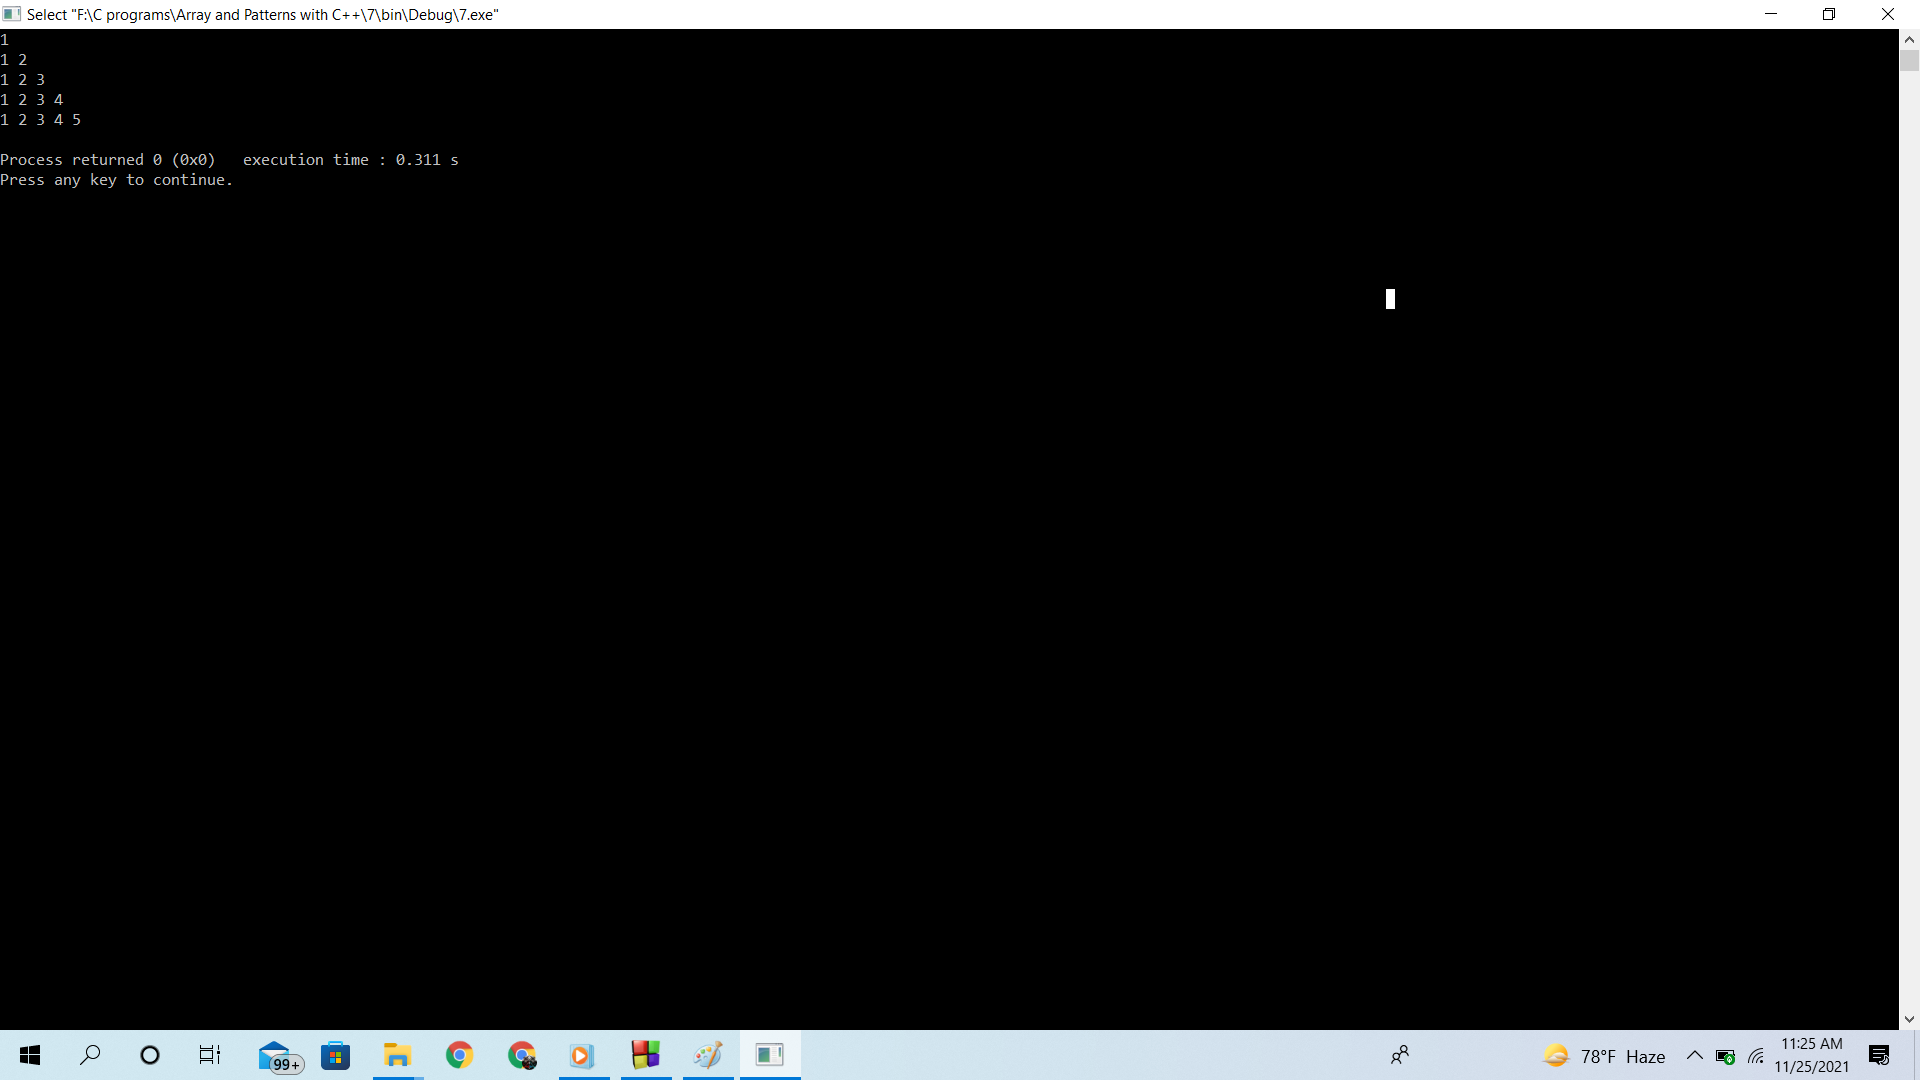 Select "F:\C programs\Array and Patterns with C++\7\bin\Debug\7.exe"
1
1 2
1 2 3
1 2 3 4
1 2 3 4 5
Process returned 0 (0x0)   execution time : 0.311 s
Press any key to continue.
99+
78°F Haze
11:25 AM
11/25/2021